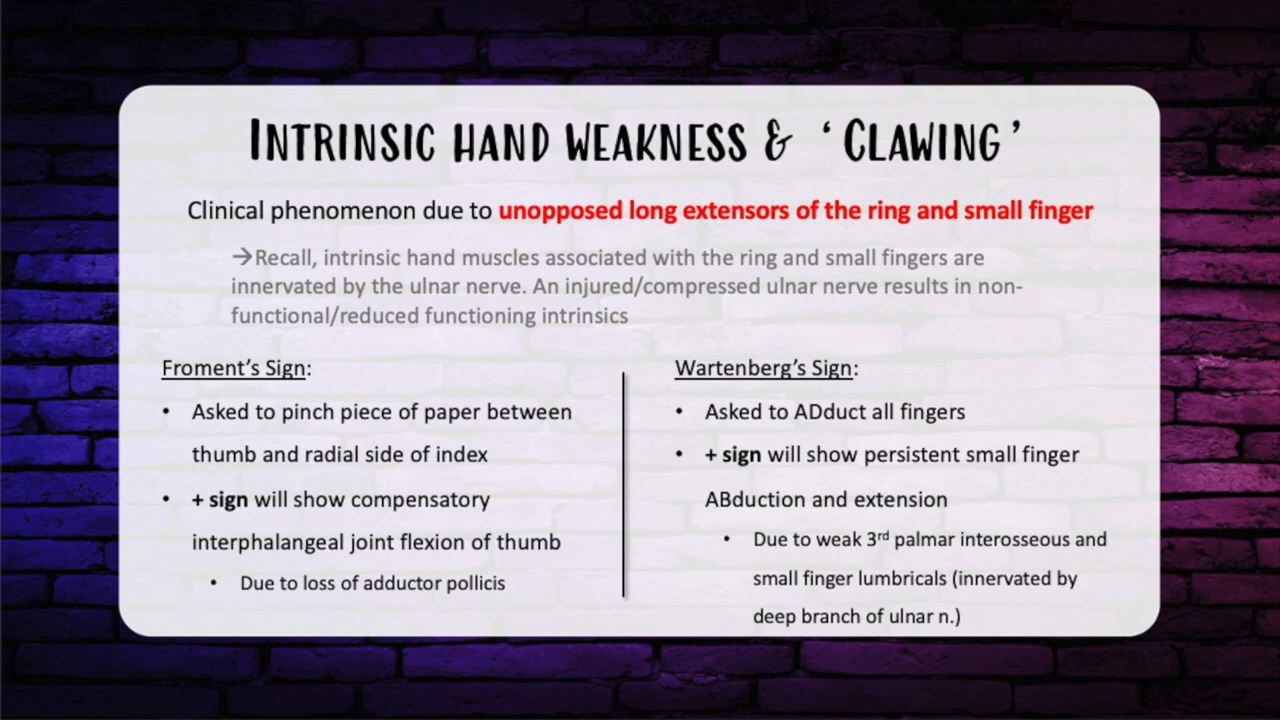 INTRINSIC HAND WEAKNESS & ‘CLAWING’
Clinical phenomenon due to unopposed long extensors of the ring and small finger
→Recall, intrinsic hand muscles associated with the ring and small fingers are
innervated by the ulnar nerve. An injured/compressed ulnar nerve results in non-
functional/reduced functioning intrinsics
Froment’s Sign:
• Asked to pinch piece of paper between
thumb and radial side of index
• + sign will show compensatory
interphalangeal joint flexion of thumb
• Due to loss of adductor pollicis
Wartenberg’s Sign:
• Asked to ADduct all fingers
• + sign will show persistent small finger
ABduction and extension
• Due to weak 3rd palmar interosseous and
small finger lumbricals (innervated by
deep branch of ulnar n.)